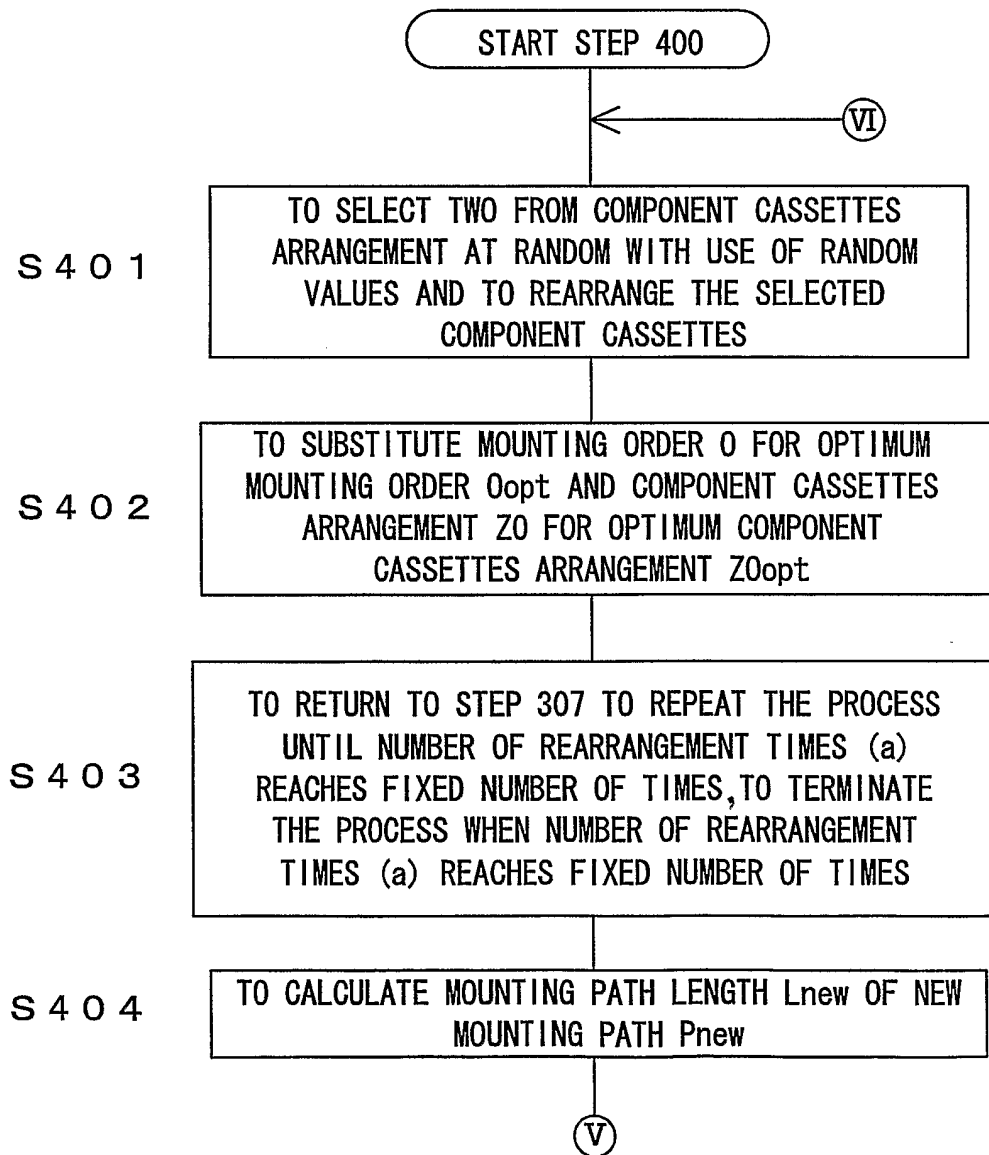 START STEP 400
Ⅵ
S401
TO SELECT TWO FROM COMPONENT CASSETTES
ARRANGEMENT AT RANDOM WITH USE OF RANDOM
VALUES AND TO REARRANGE THE SELECTED
COMPONENT CASSETTES
S402
TO SUBSTITUTE MOUNTING ORDER O FOR OPTIMUM
MOUNTING ORDER Oopt AND COMPONENT CASSETTES
ARRANGEMENT ZO FOR OPTIMUM COMPONENT
CASSETTES ARRANGEMENT ZOopt
S403
TO RETURN TO STEP 307 TO REPEAT THE PROCESS
UNTIL NUMBER OF REARRANGEMENT TIMES (a)
REACHES FIXED NUMBER OF TIMES,TO TERMINATE
THE PROCESS WHEN NUMBER OF REARRANGEMENT
TIMES (a) REACHES FIXED NUMBER OF TIMES
S404
TO CALCULATE MOUNTING PATH LENGTH Lnew OF NEW
MOUNTING PATH Pnew
Ⅴ